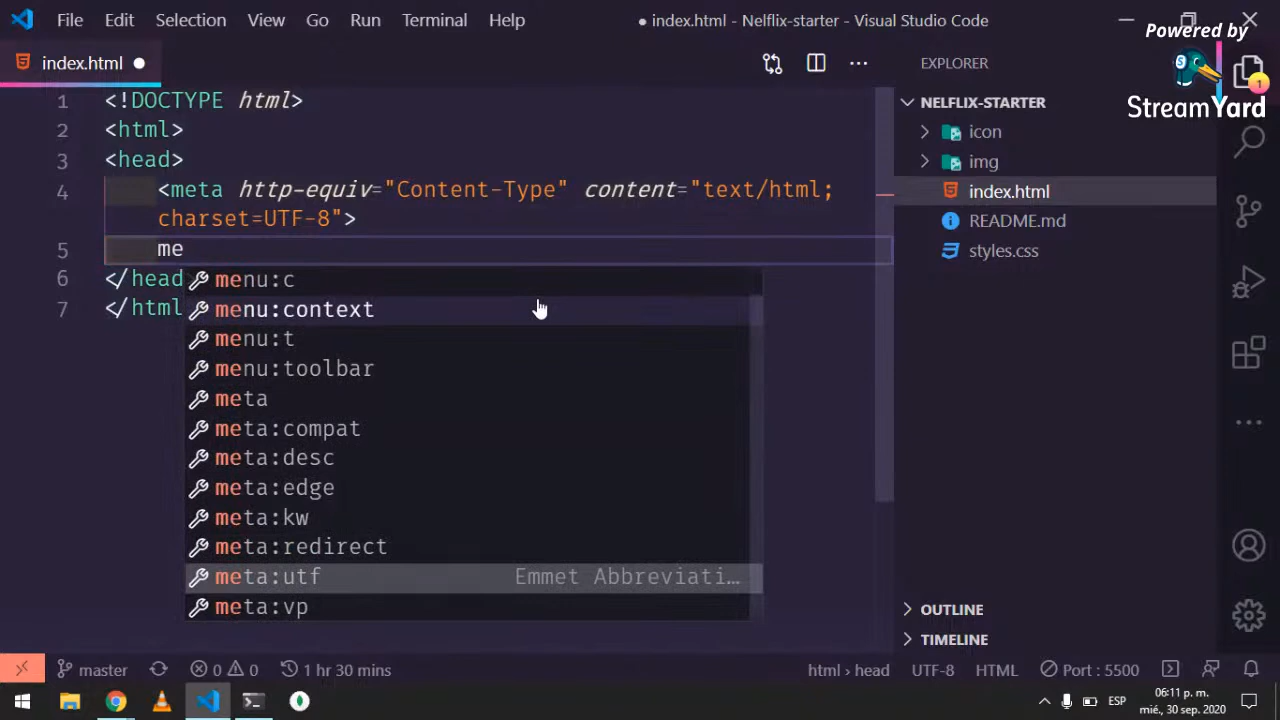 File Edit Selection View Go Run Terminal Help ● index.html - Nelflix-starter - Visual Studio Code
Powered by
StreamYard
index.html
EXPLORER
1
NELFLIX-STARTER
icon
img
index.html
README.md
styles.css
OUTLINE
TIMELINE
1 <!DOCTYPE html>
2 <html>
3 <head>
4 <meta http-equiv="Content-Type" content="text/html;
charset=UTF-8">
5 me
6 </head
7 </html
menu:c
menu:context
menu:t
menu:toolbar
meta
meta:compat
meta:desc
meta:edge
meta:kw
meta:redirect
meta:utf Emmet Abbreviati…
meta:vp
master 0 0 1 hr 30 mins html › head UTF-8 HTML Port : 5500
ESP
06:11 p. m.
mié., 30 sep. 2020